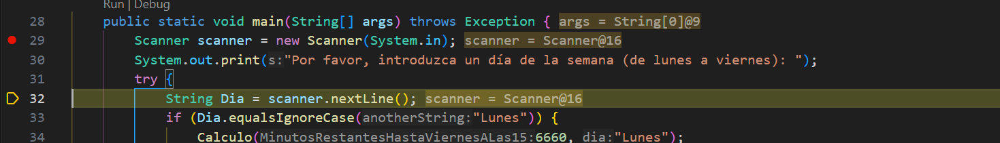 Run | Debug
28 public static void main(String[] args) throws Exception { args = String[0]@9
29 Scanner scanner = new Scanner(System.in); scanner = Scanner@16
30 System.out.print(s:"Por favor, introduzca un día de la semana (de lunes a viernes): ");
31 try {
32 String Dia = scanner.nextLine(); scanner = Scanner@16
33 if (Dia.equalsIgnoreCase(anotherString:"Lunes")) {
34 Calculo(MinutosRestantesHastaViernesALas15:6660, dia:"Lunes");